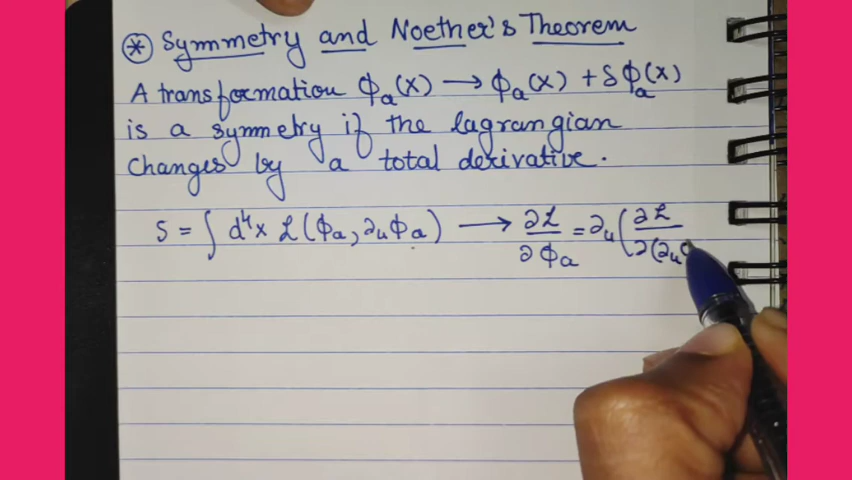 * Symmetry and Noether's Theorem
A transformation ϕₐ(x) → ϕₐ(x) + δϕₐ(x)
is a symmetry if the lagrangian
changes by a total derivative.
S = ∫ d⁴x ℒ(ϕₐ, ∂ᵤϕₐ) → ∂ℒ/∂ϕₐ = ∂ᵤ(∂ℒ/∂(∂ᵤ